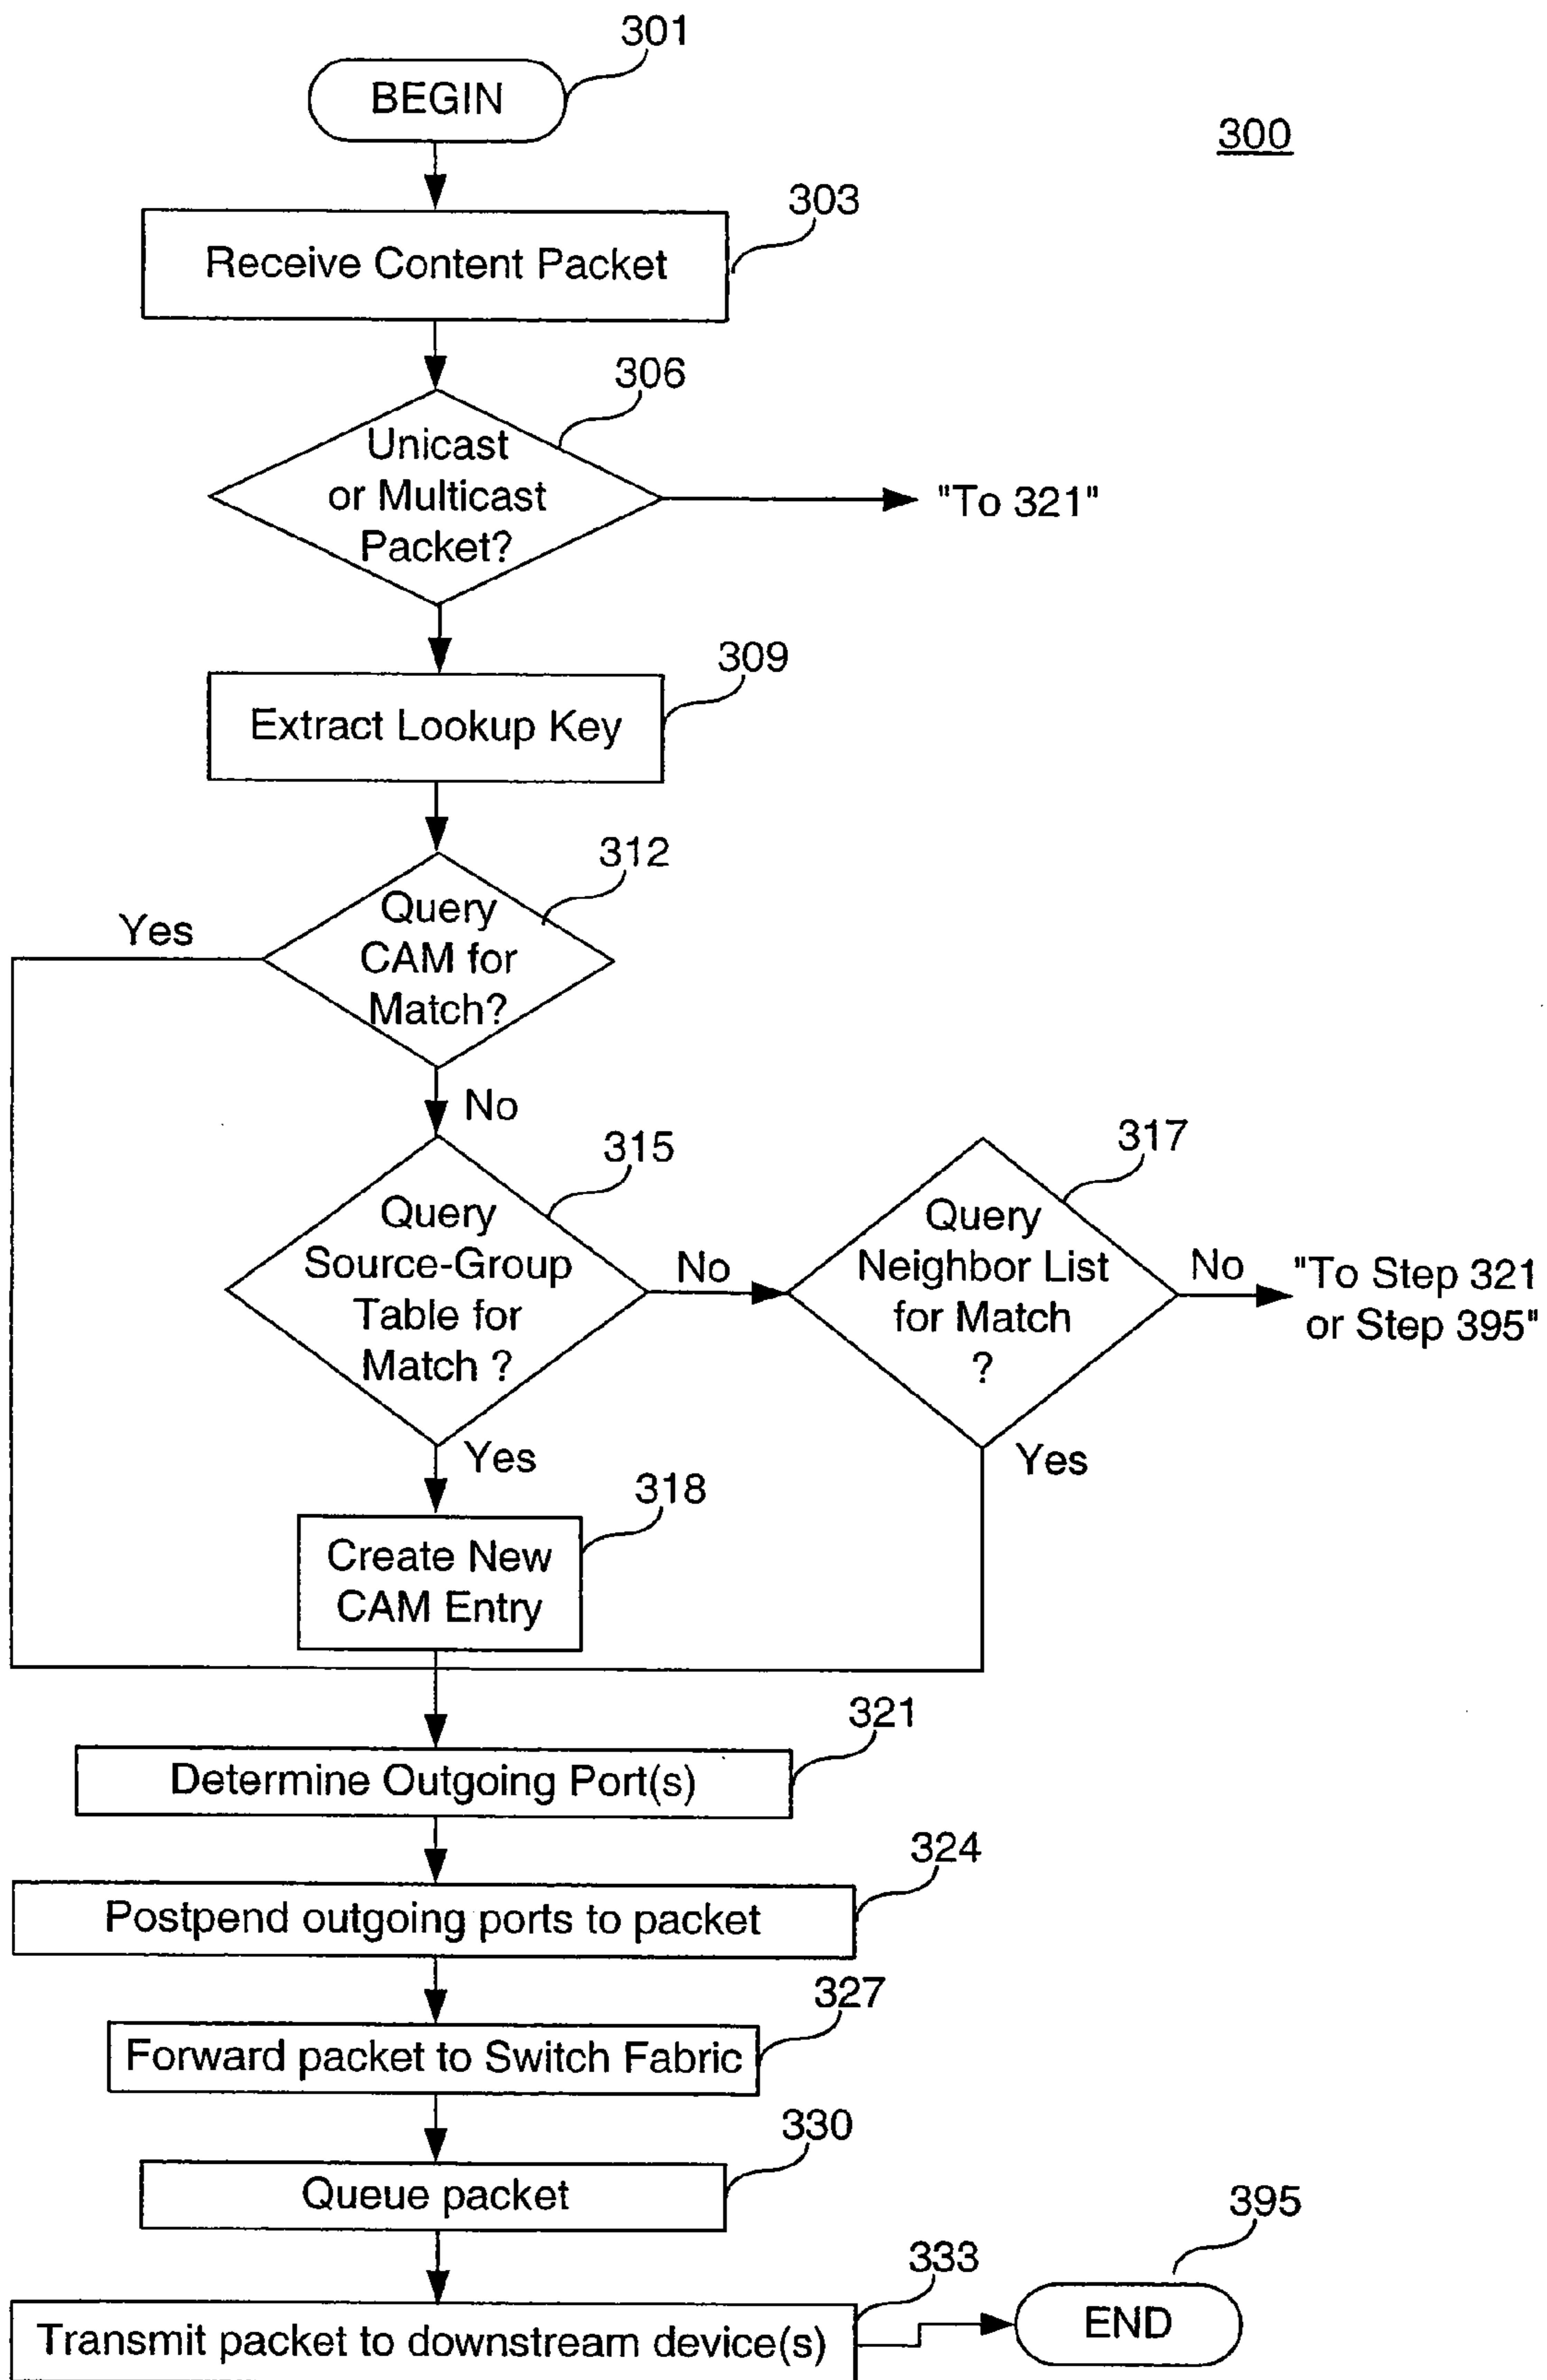 301
BEGIN
300
303
Receive Content Packet
306
Unicast
or Multicast
Packet?
"To 321"
309
Extract Lookup Key
312
Query
CAM for
Match?
Yes
No
315
Query
Source-Group
Table for
Match ?
No
317
Query
Neighbor List
for Match
?
No
"To Step 321
or Step 395"
Yes
Yes
318
Create New
CAM Entry
321
Determine Outgoing Port(s)
324
Postpend outgoing ports to packet
327
Forward packet to Switch Fabric
330
Queue packet
333
Transmit packet to downstream device(s)
395
END